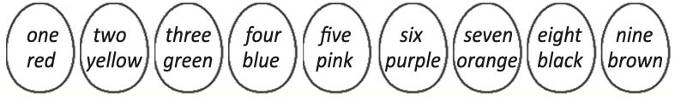 one two three four five six seven eight nine
red yellow green blue pink purple orange black brown